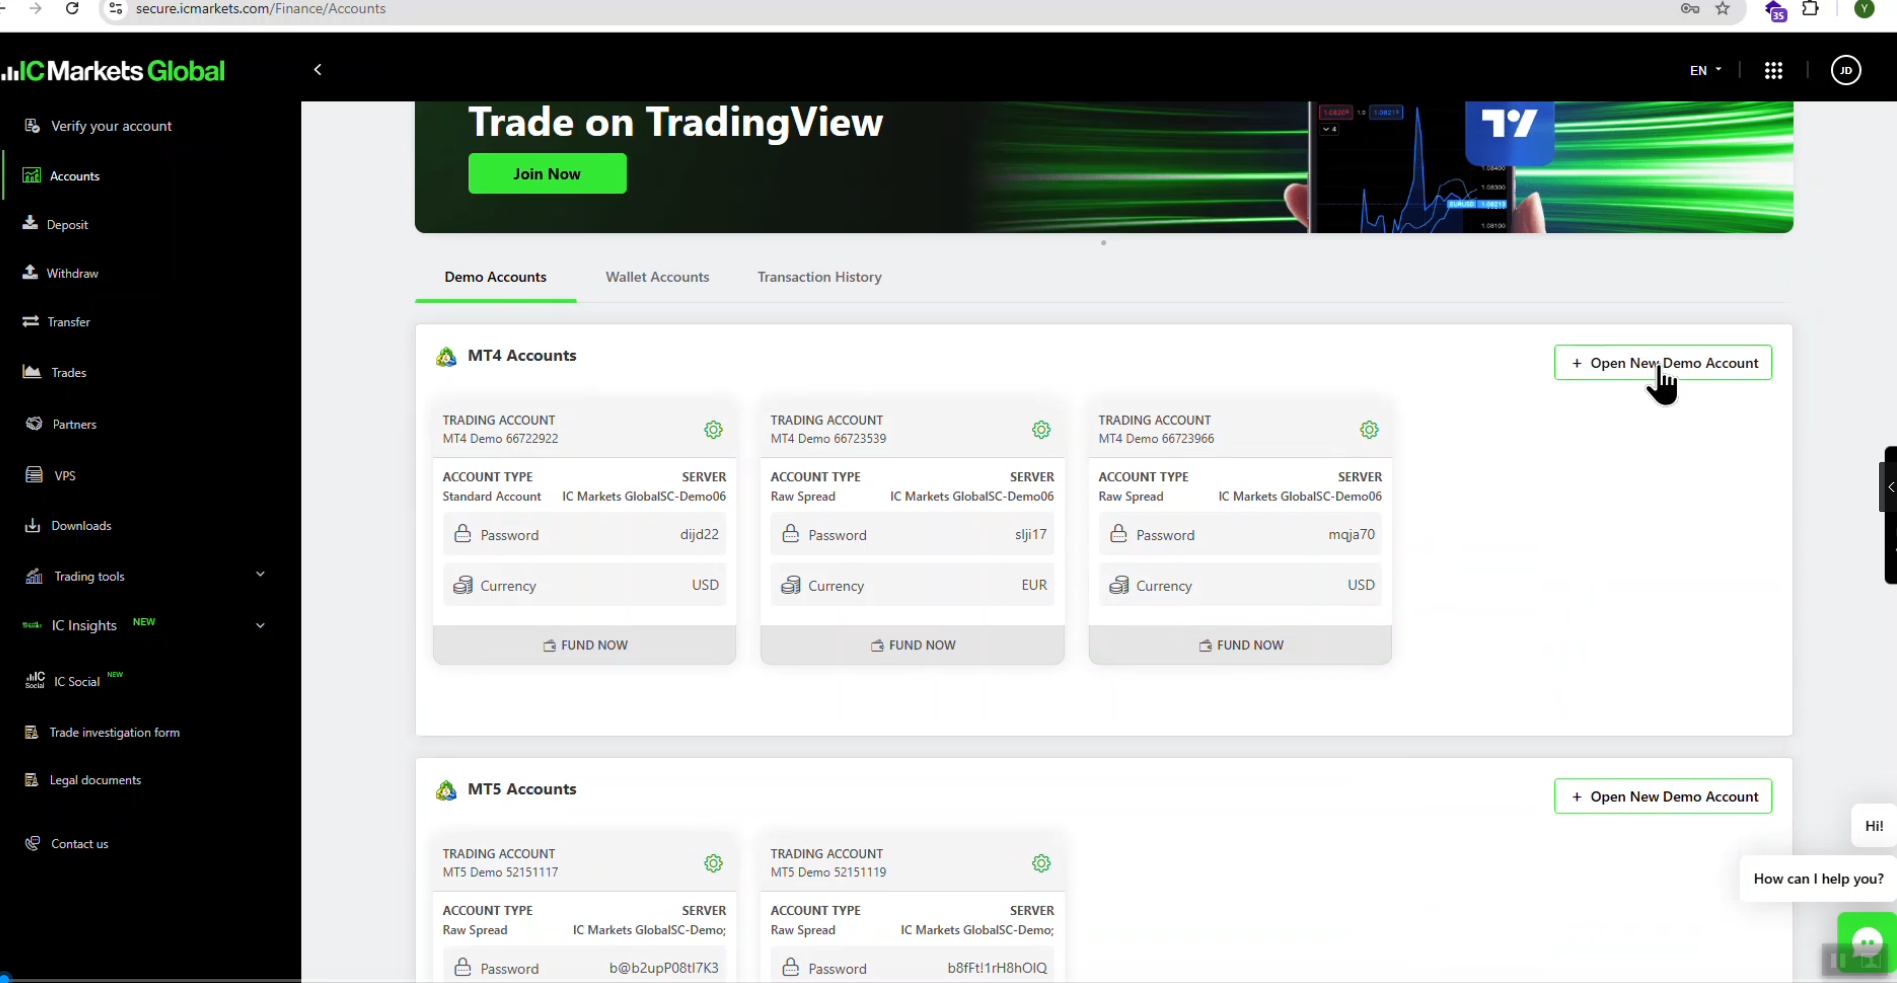 secure.icmarkets.com/Finance/Accounts
35
Y
IC Markets Global
EN
JD
Verify your account
Accounts
Deposit
Withdraw
Transfer
Trades
Partners
VPS
Downloads
Trading tools
IC Insights NEW
IC Social NEW
Trade investigation form
Legal documents
Contact us
Trade on TradingView
Join Now
Demo Accounts Wallet Accounts Transaction History
MT4 Accounts
+ Open New Demo Account
TRADING ACCOUNT
MT4 Demo 66722922
ACCOUNT TYPE SERVER
Standard Account IC Markets GlobalSC-Demo06
Password dijd22
Currency USD
FUND NOW
TRADING ACCOUNT
MT4 Demo 66723539
ACCOUNT TYPE SERVER
Raw Spread IC Markets GlobalSC-Demo06
Password slji17
Currency EUR
FUND NOW
TRADING ACCOUNT
MT4 Demo 66723966
ACCOUNT TYPE SERVER
Raw Spread IC Markets GlobalSC-Demo06
Password mqja70
Currency USD
FUND NOW
MT5 Accounts
+ Open New Demo Account
TRADING ACCOUNT
MT5 Demo 52151117
ACCOUNT TYPE SERVER
Raw Spread IC Markets GlobalSC-Demo;
Password b@b2upP08tI7K3
TRADING ACCOUNT
MT5 Demo 52151119
ACCOUNT TYPE SERVER
Raw Spread IC Markets GlobalSC-Demo;
Password b8fFt!1rH8hOIQ
Hi!
How can I help you?